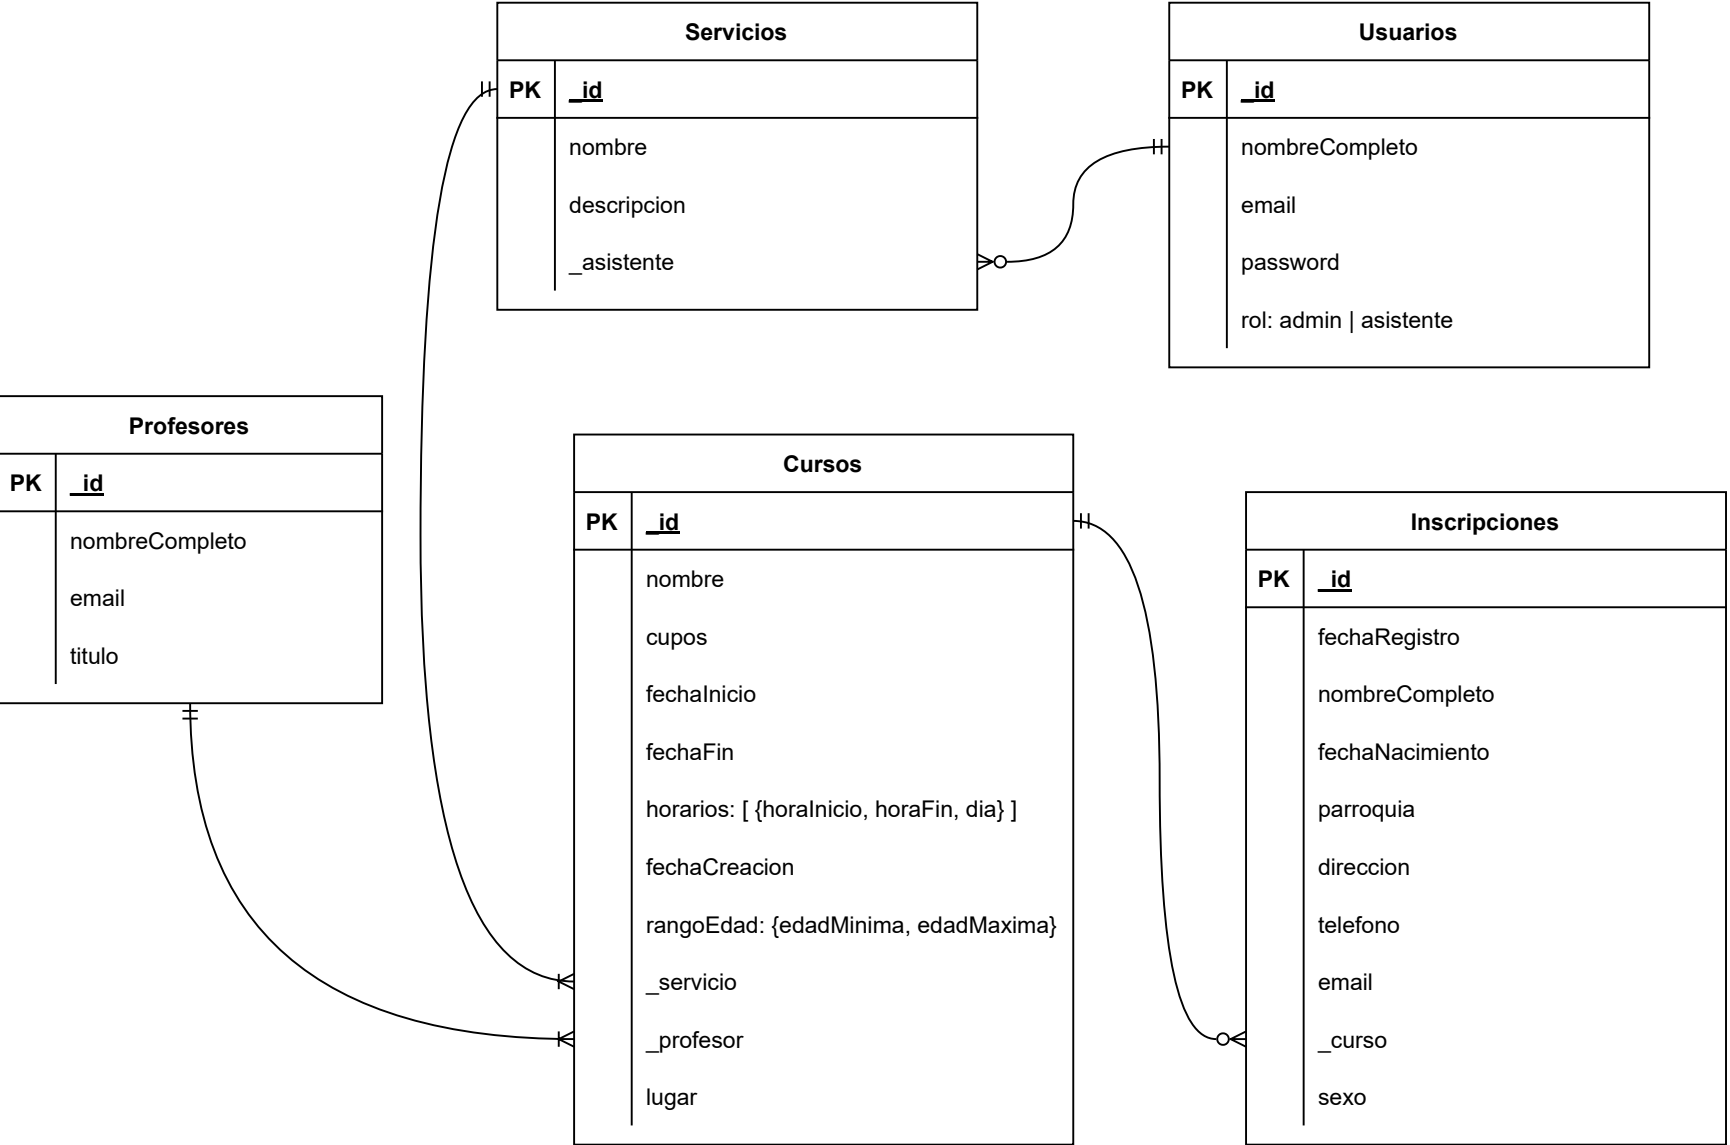 Servicios
PK _id
nombre
descripcion
_asistente
Usuarios
PK _id
nombreCompleto
email
password
rol: admin | asistente
Profesores
PK _id
nombreCompleto
email
titulo
Cursos
PK _id
nombre
cupos
fechaInicio
fechaFin
horarios: [ {horaInicio, horaFin, dia} ]
fechaCreacion
rangoEdad: {edadMinima, edadMaxima}
_servicio
_profesor
lugar
Inscripciones
PK _id
fechaRegistro
nombreCompleto
fechaNacimiento
parroquia
direccion
telefono
email
_curso
sexo